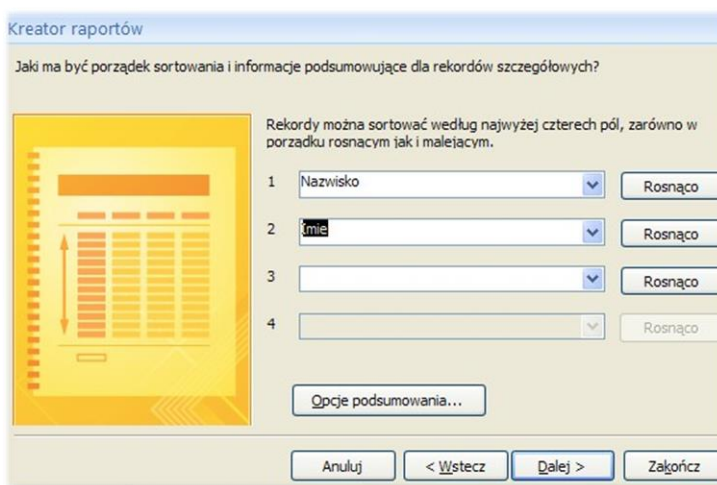 Kreator raportów
Jaki ma być porządek sortowania i informacje podsumowujące dla rekordów szczegółowych?
Rekordy można sortować według najwyżej czterech pól, zarówno w
porządku rosnącym jak i malejącym.
1 Nazwisko Rosnąco
2 Imie Rosnąco
3 Rosnąco
4 Rosnąco
Opcje podsumowania...
Anuluj < Wstecz Dalej > Zakończ